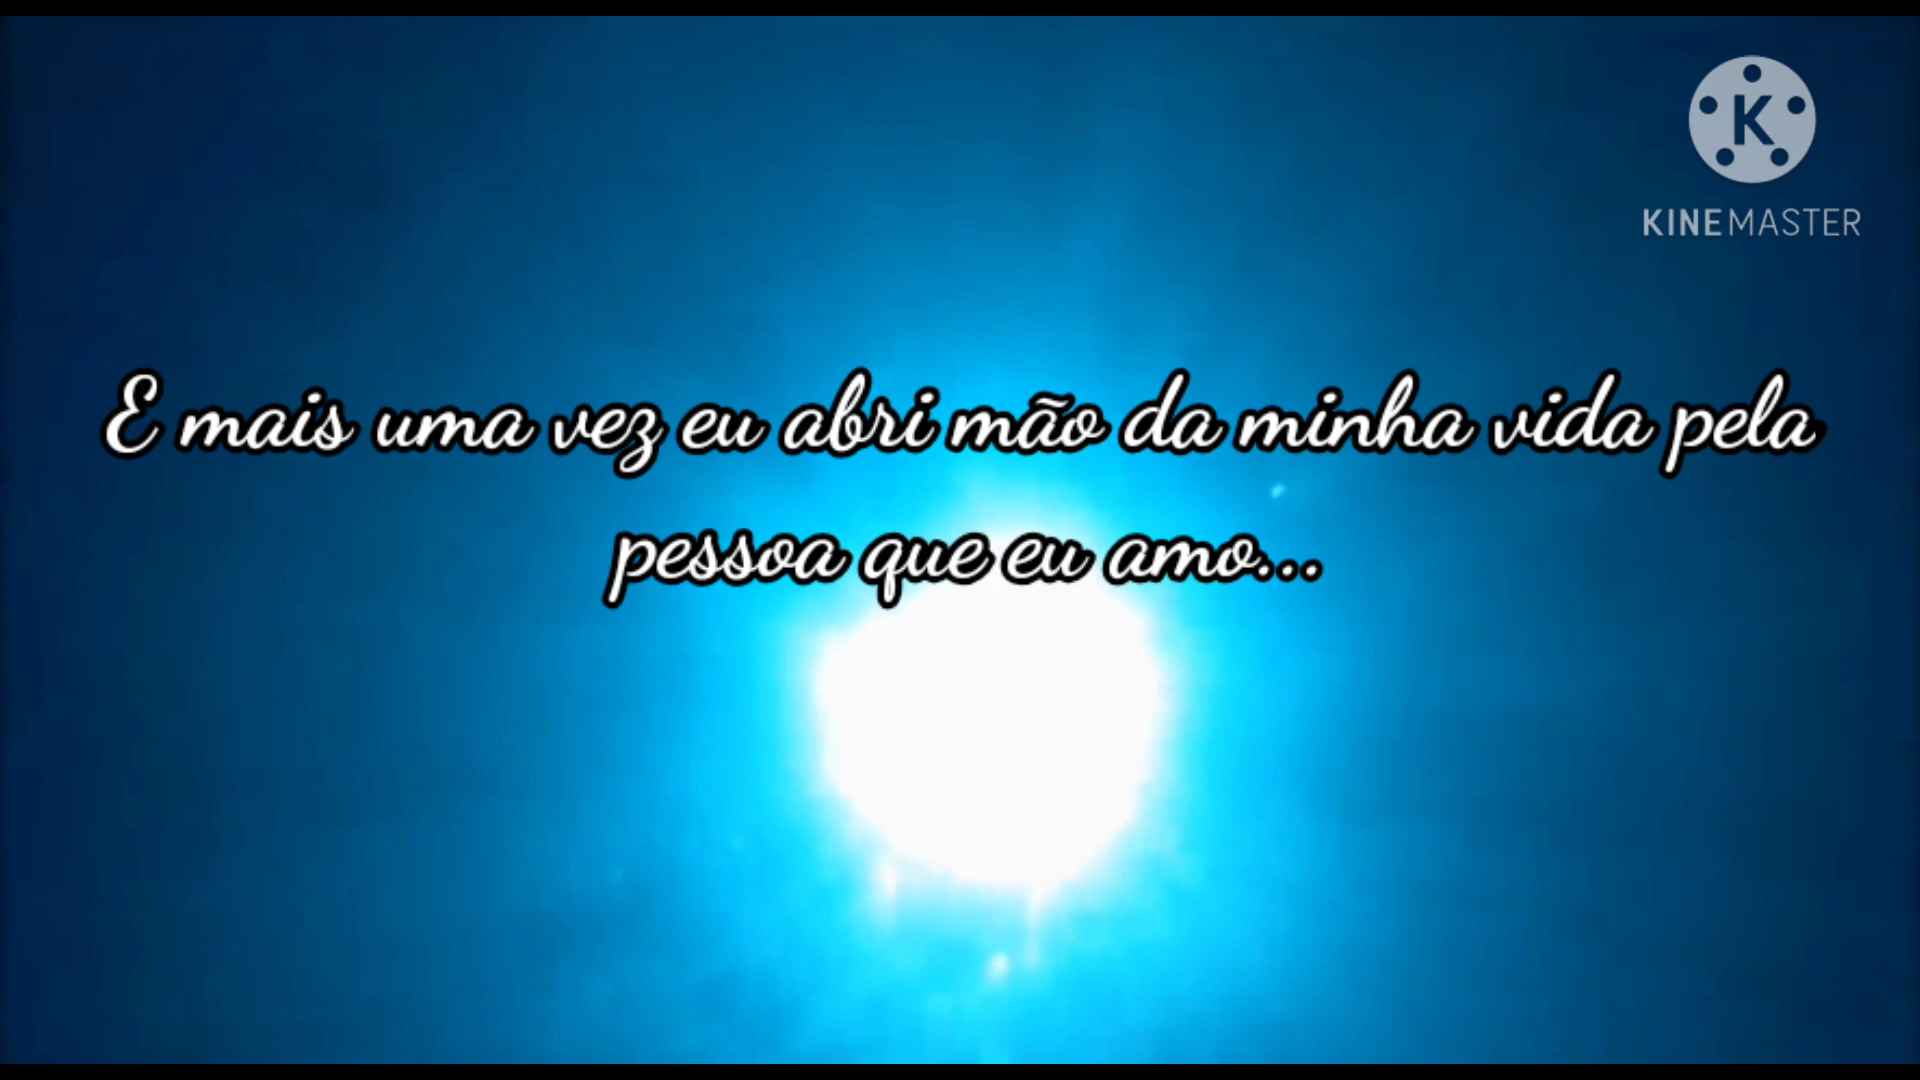 K
KINEMASTER
E mais uma vez eu abri mão da minha vida pela
pessoa que eu amo...